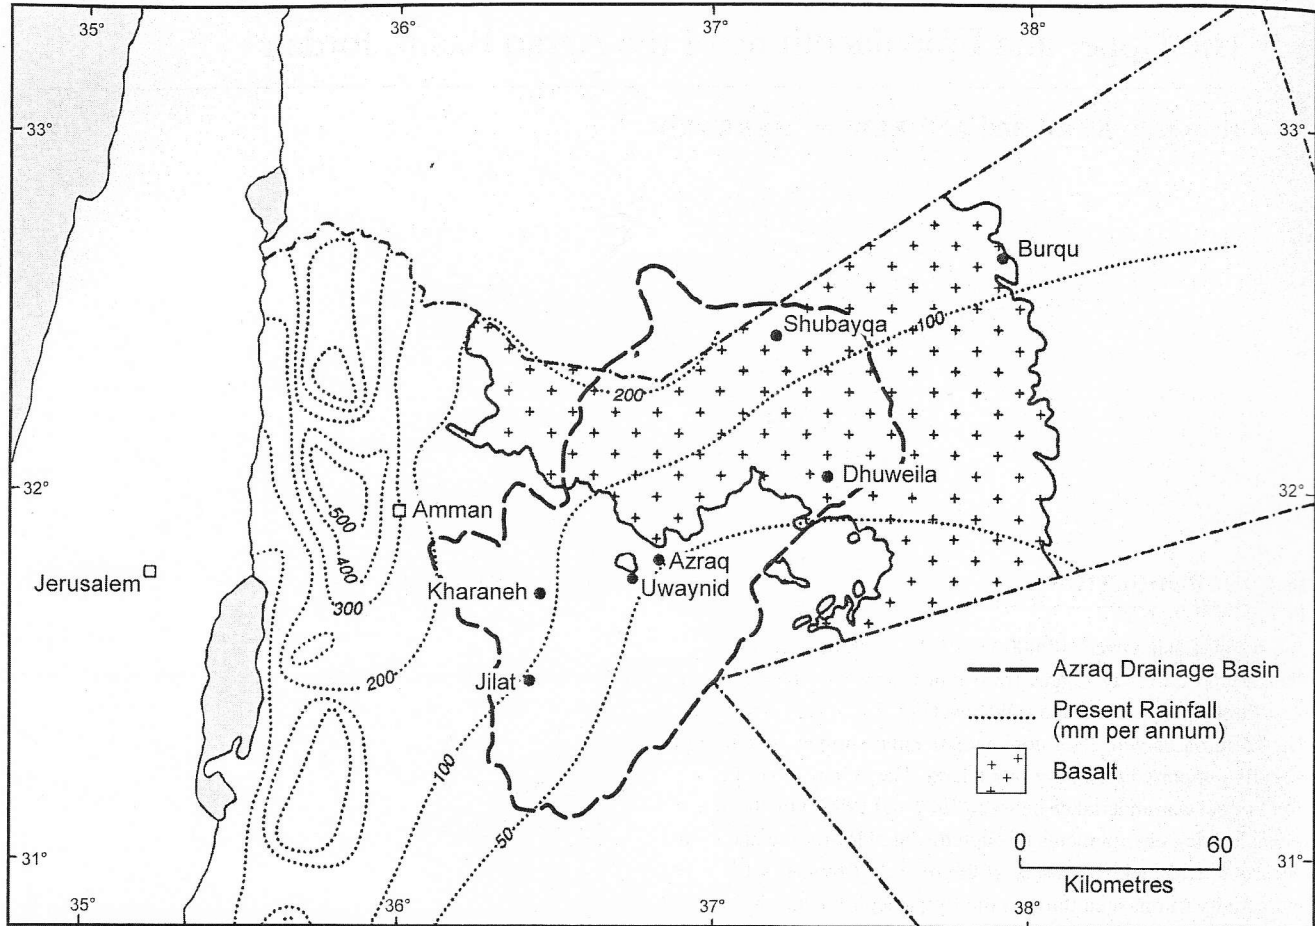 35°
36°
37°
38°
33°
33°
Burqu
Shubayqa
100
200
Dhuweila
32°
32°
500
Amman
400
Azraq
Jerusalem
Kharaneh
Uwaynid
300
200
Jilat
Azraq Drainage Basin
Present Rainfall
(mm per annum)
100
Basalt
50
0 60
31°
31°
Kilometres
35°
36°
37°
38°